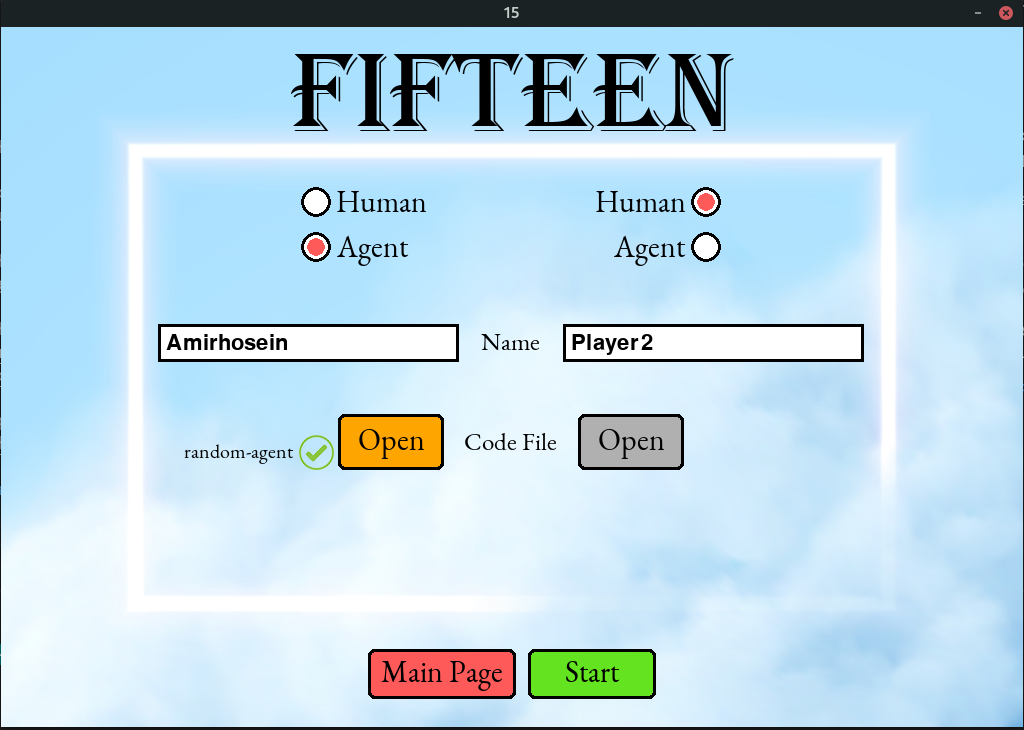 15
FIFTEEN
Human Human
Agent Agent
Amirhosein Name Player2
random-agent Open Code File Open
Main Page Start